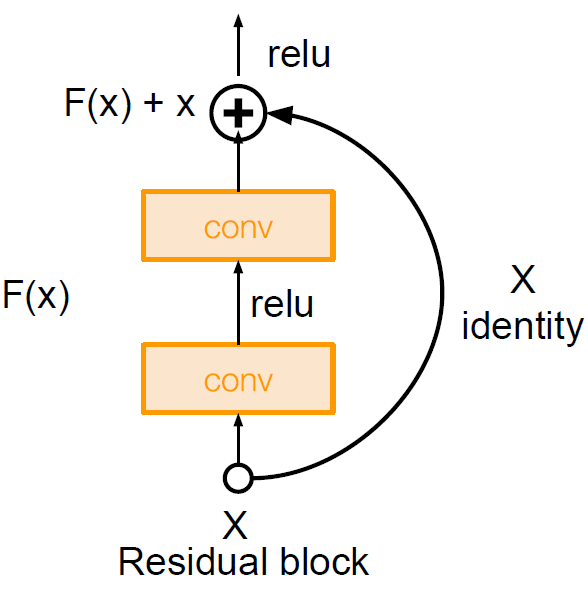 relu
F(x) + x
conv
F(x)
relu
X
identity
conv
X
Residual block